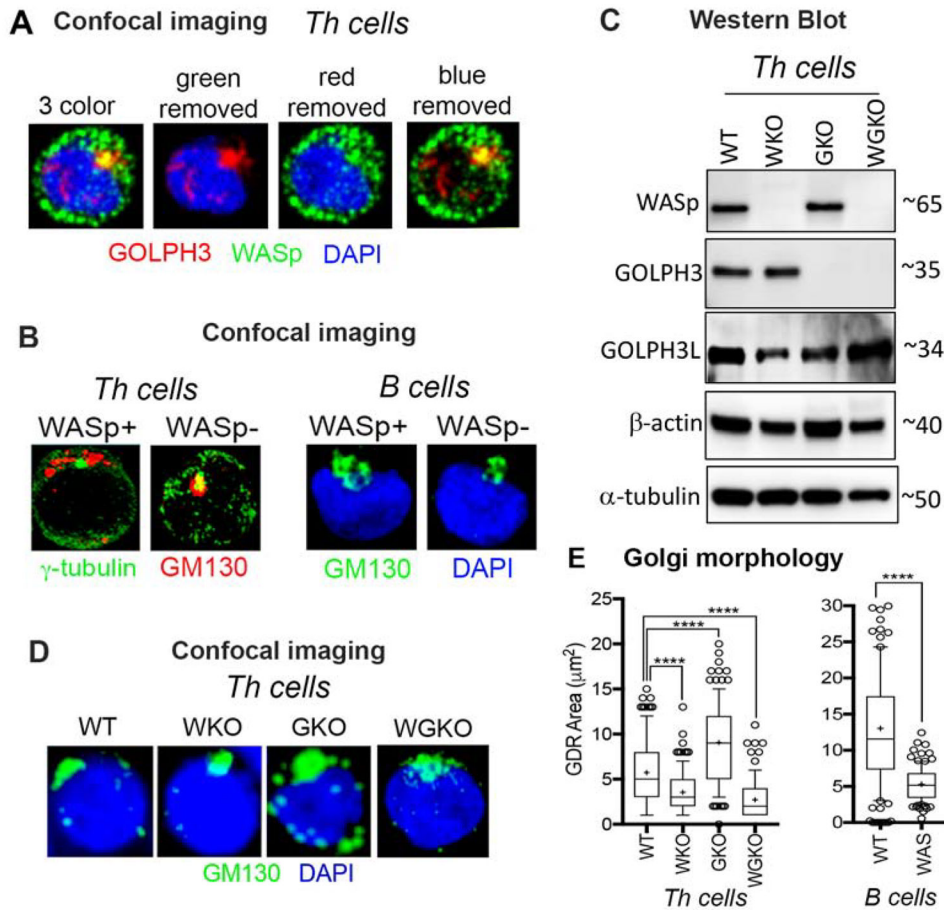 A Confocal imaging Th cells
3 color
green removed
red removed
blue removed
GOLPH3 WASp DAPI
B Confocal imaging
Th cells
WASp+ WASp-
γ-tubulin GM130
B cells
WASp+ WASp-
GM130 DAPI
C Western Blot
Th cells
WT WKO GKO WGKO
WASp ~65
GOLPH3 ~35
GOLPH3L ~34
β-actin ~40
α-tubulin ~50
D Confocal imaging
Th cells
WT WKO GKO WGKO
GM130 DAPI
E Golgi morphology
GDR Area (μm²)
25
20
15
10
5
0
****
****
****
WT WKO GKO WGKO
Th cells
30
25
20
15
10
5
0
****
WT WAS
B cells